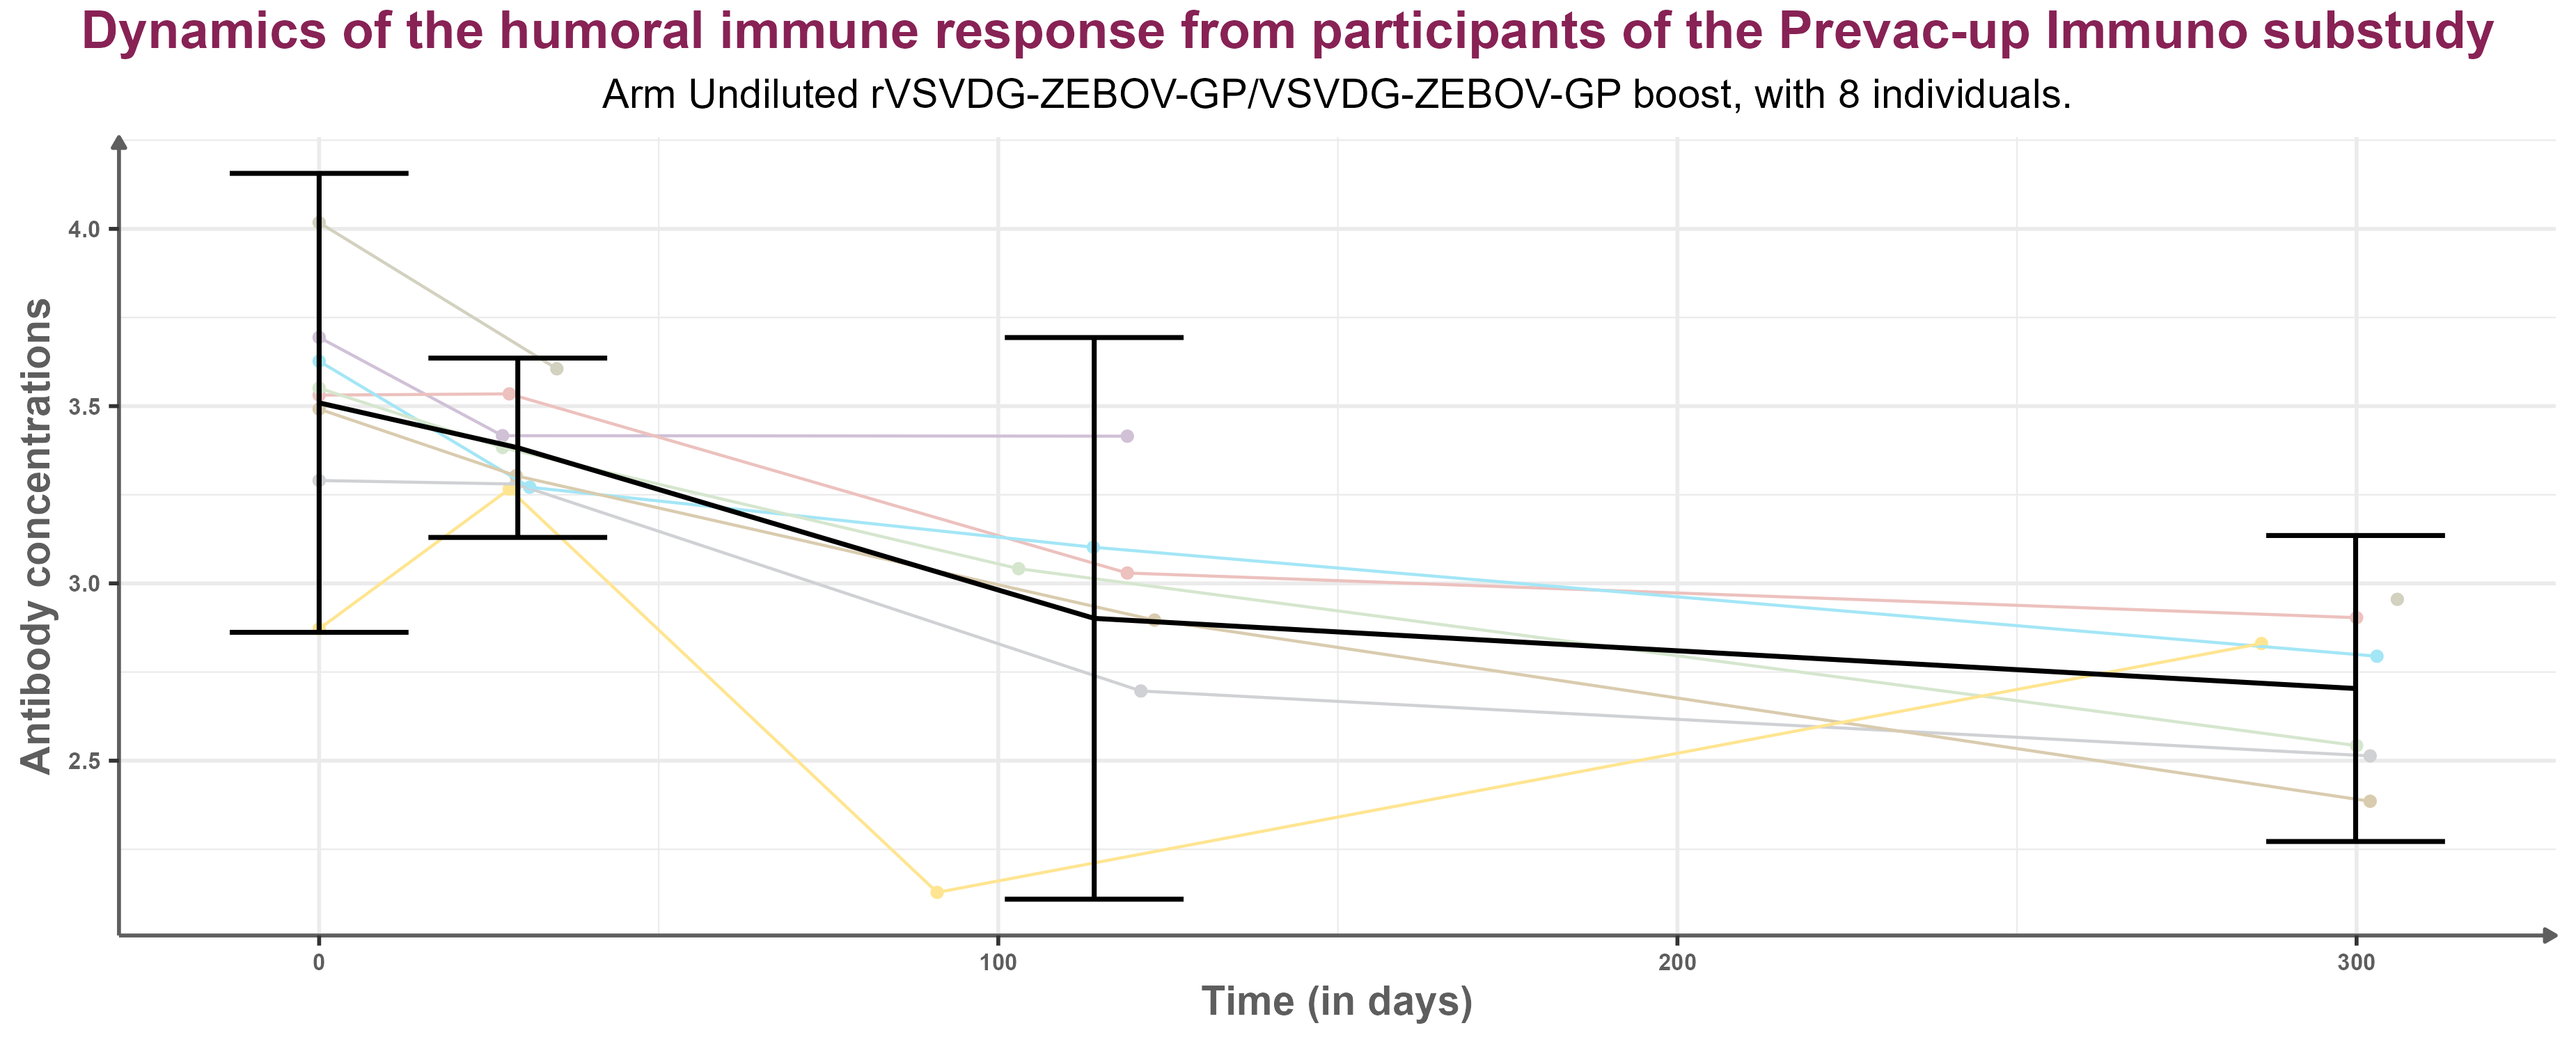 Dynamics of the humoral immune response from participants of the Prevac-up Immuno substudy
Arm Undiluted rVSVDG-ZEBOV-GP/VSVDG-ZEBOV-GP boost, with 8 individuals.
Antibody concentrations
4.0
3.5
3.0
2.5
0
100
200
300
Time (in days)